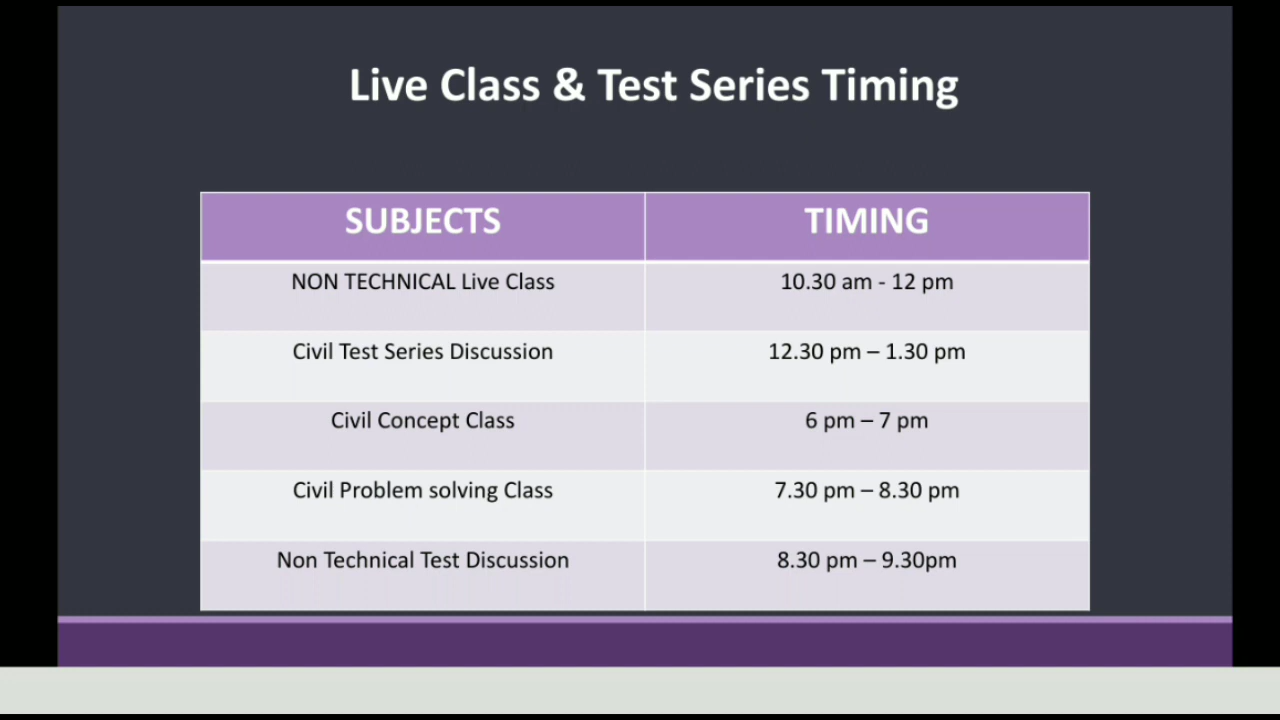 Live Class & Test Series Timing
SUBJECTS TIMING
NON TECHNICAL Live Class 10.30 am - 12 pm
Civil Test Series Discussion 12.30 pm – 1.30 pm
Civil Concept Class 6 pm – 7 pm
Civil Problem solving Class 7.30 pm – 8.30 pm
Non Technical Test Discussion 8.30 pm – 9.30pm